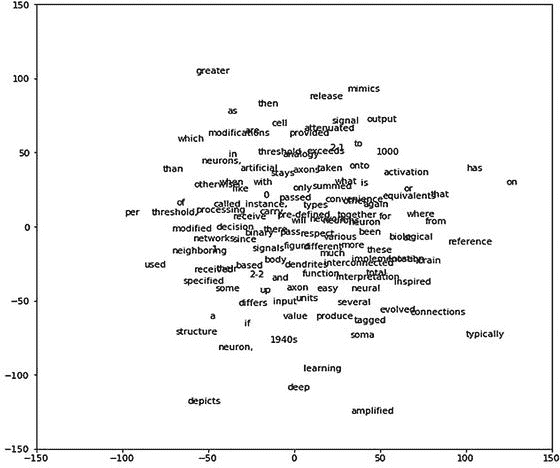 150
greater
100
mimics
release
then
as
cell
signal
output
are
attenuated
modifications
provided
which
2.1
to
50
in
threshold
exceeds
analogy
1000
neurons,
onto
than
artificial
axons
taken
has
stays
activation
otherwise
when
with
what
is
on
like
only
summed
or
0
passed
convenience
equivalents
that
of
called
instance,
types
again
per
threshold,
processing
carry
receive
pre-defined
together
for
where
will
neuron
from
0
modified
decision
there
binary
pass
respect
been
networks
since
various
biological
reference
neighboring
1
signals
figure
different
more
these
much
body
implementation
used
based
dendrites
interconnected
brain
received
2-2
and
function
total
specified
interpretation
inspired
some
up
axon
easy
neural
−50
differs
input
units
several
evolved
connections
a
if
value
produce
tagged
structure
soma
typically
neuron,
1940s
learning
−100
deep
depicts
amplified
−150
−150
−100
−50
0
50
100
150